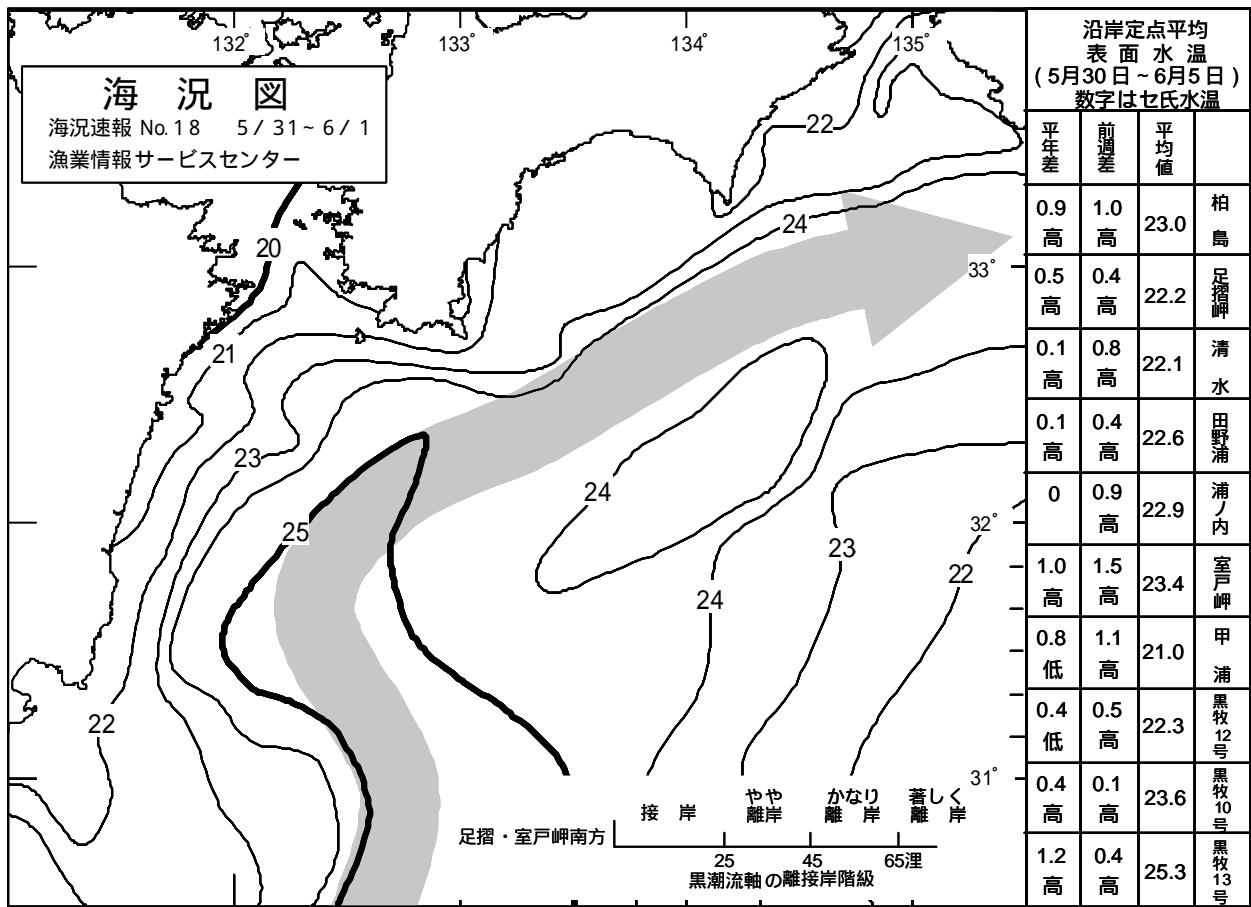 132°
133°
134°
135°
海 況 図
海況速報 No.18 5/31~6/1
漁業情報サービスセンター
22
24
20
33°
21
23
24
25
32°
23
22
24
22
31°
接 岸
やや
離岸
かなり
離 岸
著しく
離 岸
足摺・室戸岬南方
25 45 65浬
黒潮流軸の離接岸階級
沿岸定点平均
表 面 水 温
(5月30日~6月5日)
数字はセ氏水温
平年差 前週差 平均値
0.9高 1.0高 23.0 柏島
0.5高 0.4高 22.2 足摺岬
0.1高 0.8高 22.1 清水
0.1高 0.4高 22.6 田野浦
0 0.9高 22.9 浦ノ内
1.0高 1.5高 23.4 室戸岬
0.8低 1.1高 21.0 甲浦
0.4低 0.5高 22.3 黒牧12号
0.4高 0.1高 23.6 黒牧10号
1.2高 0.4高 25.3 黒牧13号